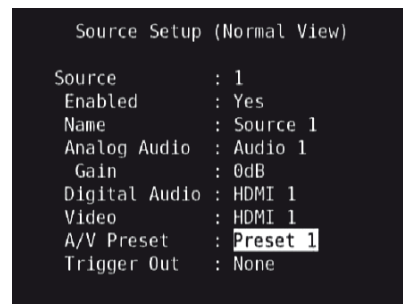 Source Setup (Normal View)
Source : 1
Enabled : Yes
Name : Source 1
Analog Audio : Audio 1
Gain : 0dB
Digital Audio : HDMI 1
Video : HDMI 1
A/V Preset : Preset 1
Trigger Out : None